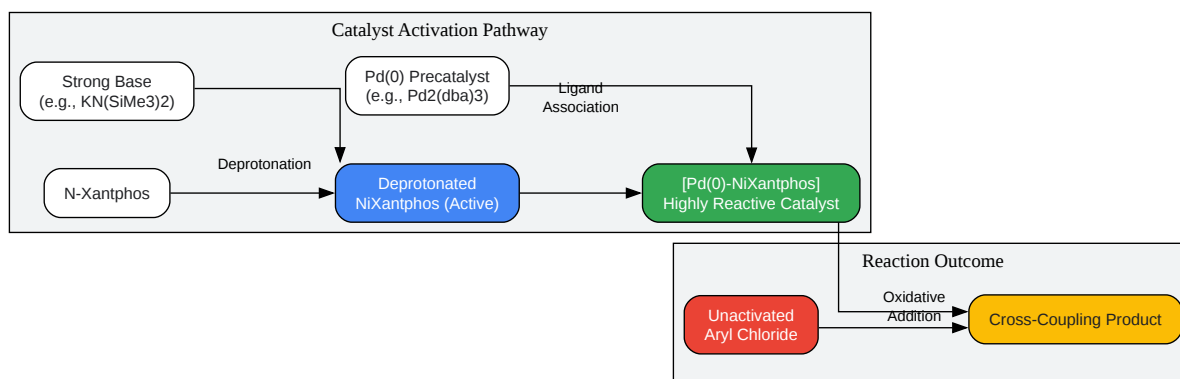 Catalyst Activation Pathway
Strong Base
(e.g., KN(SiMe3)2)
Pd(0) Precatalyst
(e.g., Pd2(dba)3)
Ligand
Association
Deprotonation
N-Xantphos
Deprotonated
NiXantphos (Active)
[Pd(0)-NiXantphos]
Highly Reactive Catalyst
Reaction Outcome
Unactivated
Aryl Chloride
Oxidative
Addition
Cross-Coupling Product